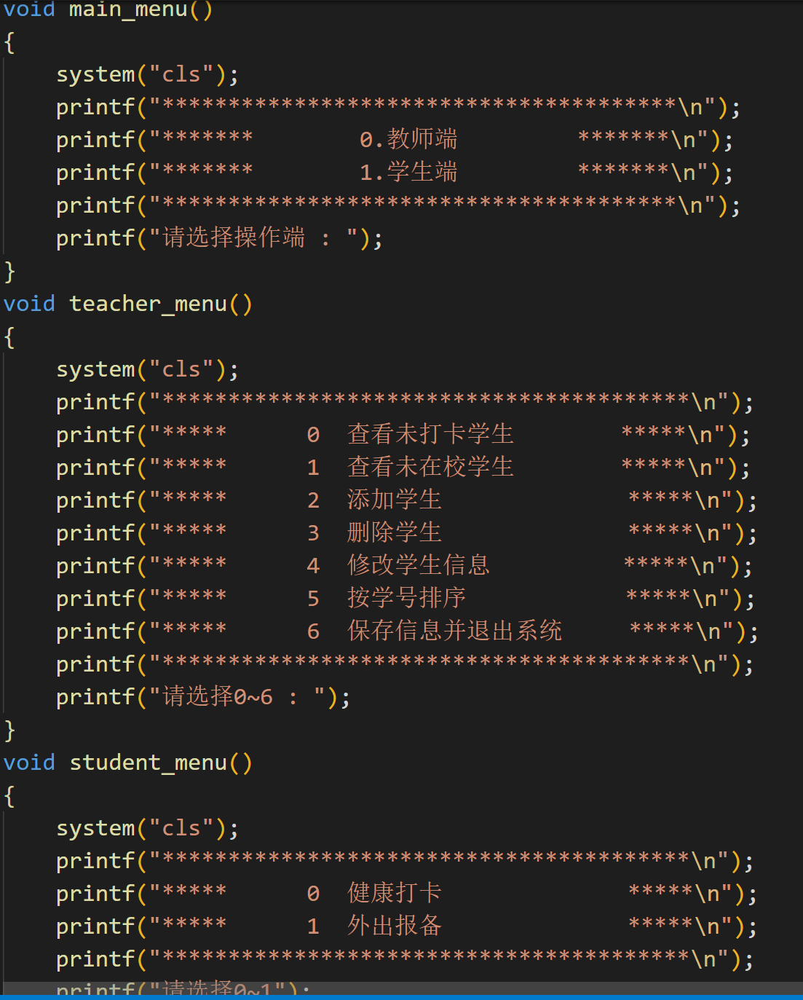 void main_menu()
{
    system("cls");
    printf("***************************************\n");
    printf("*******        0.教师端         *******\n");
    printf("*******        1.学生端         *******\n");
    printf("***************************************\n");
    printf("请选择操作端 : ");
}
void teacher_menu()
{
    system("cls");
    printf("****************************************\n");
    printf("*****      0  查看未打卡学生        *****\n");
    printf("*****      1  查看未在校学生        *****\n");
    printf("*****      2  添加学生              *****\n");
    printf("*****      3  删除学生              *****\n");
    printf("*****      4  修改学生信息          *****\n");
    printf("*****      5  按学号排序            *****\n");
    printf("*****      6  保存信息并退出系统     *****\n");
    printf("****************************************\n");
    printf("请选择0~6 : ");
}
void student_menu()
{
    system("cls");
    printf("****************************************\n");
    printf("*****      0  健康打卡              *****\n");
    printf("*****      1  外出报备              *****\n");
    printf("****************************************\n");
    printf("请选择0~1");